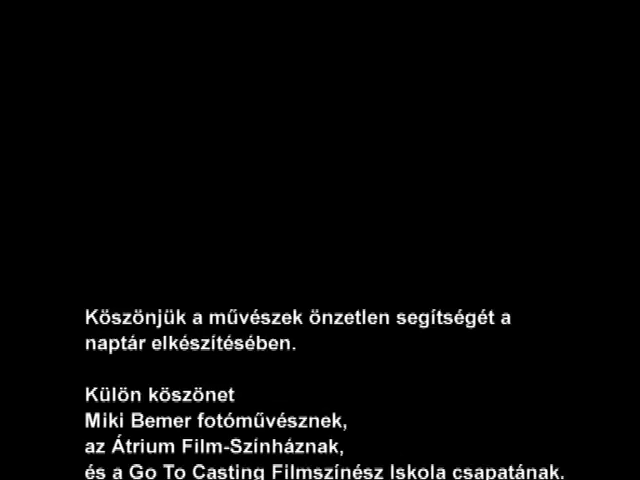 Köszönjük a művészek önzetlen segítségét a
naptár elkészítésében.
Külön köszönet
Miki Bemer fotóművésznek,
az Átrium Film-Színháznak,
és a Go To Casting Filmszínész Iskola csapatának.